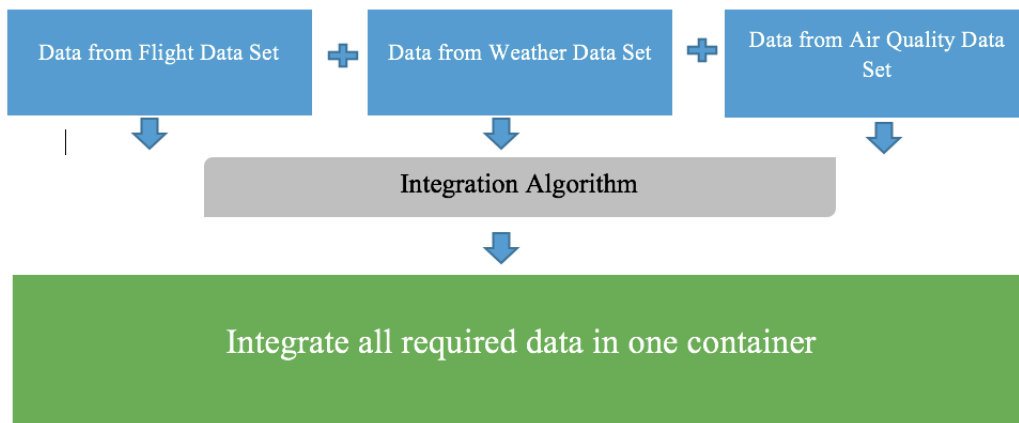 Data from Flight Data Set
Data from Weather Data Set
Data from Air Quality Data
Set
Integration Algorithm
Integrate all required data in one container